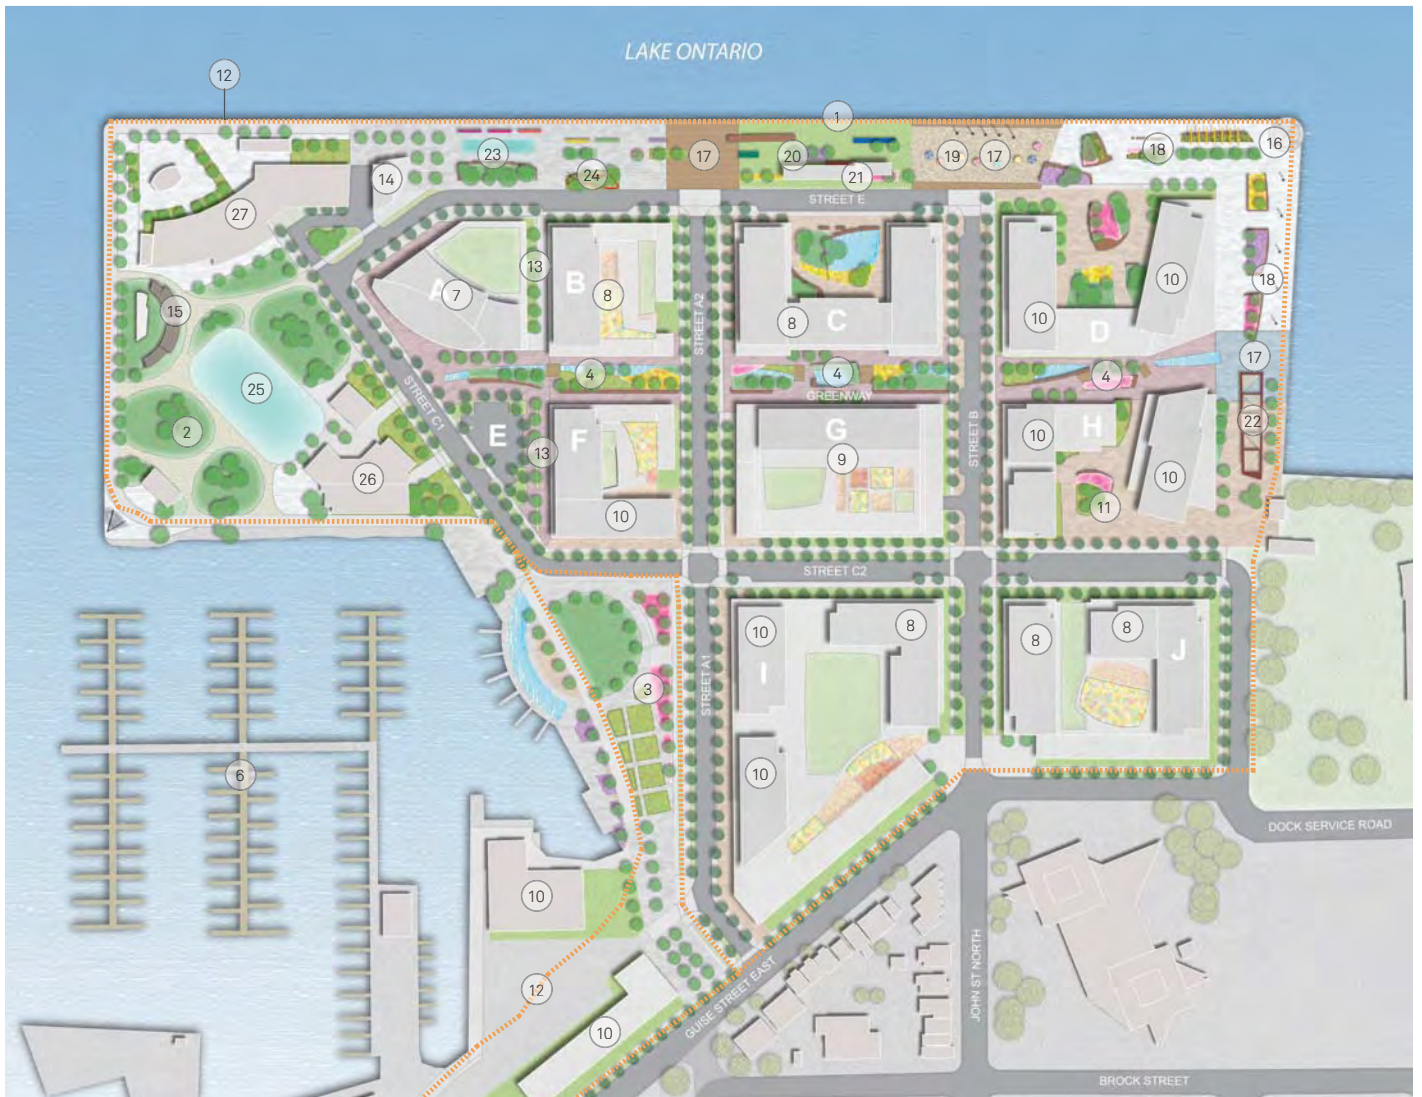 LAKE ONTARIO
12
1
23
24
17
20
21
19
17
18
16
14
27
STREET E
13
A
7
B
8
STREET A2
8
C
10
10
D
18
15
17
25
4
4
GREENWAY
4
STREET C1
STREET B
2
E
13
F
G
9
10
H
22
26
10
10
11
STREET C2
10
8
8
8
I
J
3
STREET A1
6
10
10
DOCK SERVICE ROAD
12
10
GUISE STREET EAST
JOHN ST NORTH
BROCK STREET